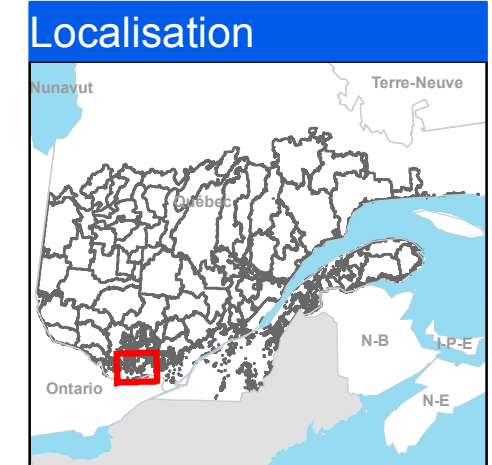 Localisation
Nunavut
Terre-Neuve
Québec
N-B
I-P-E
Ontario
N-E